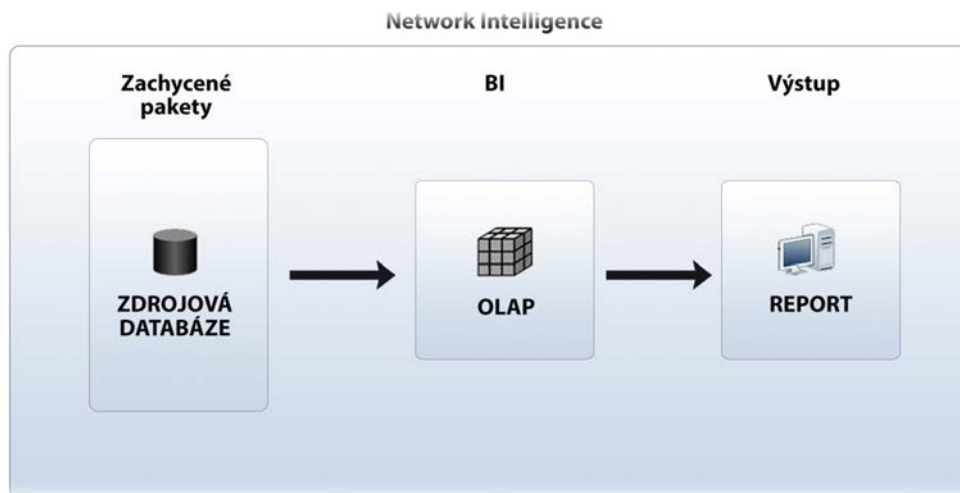 Network Intelligence
Zachycené
pakety
BI
Výstup
ZDROJOVÁ
DATABÁZE
OLAP
REPORT